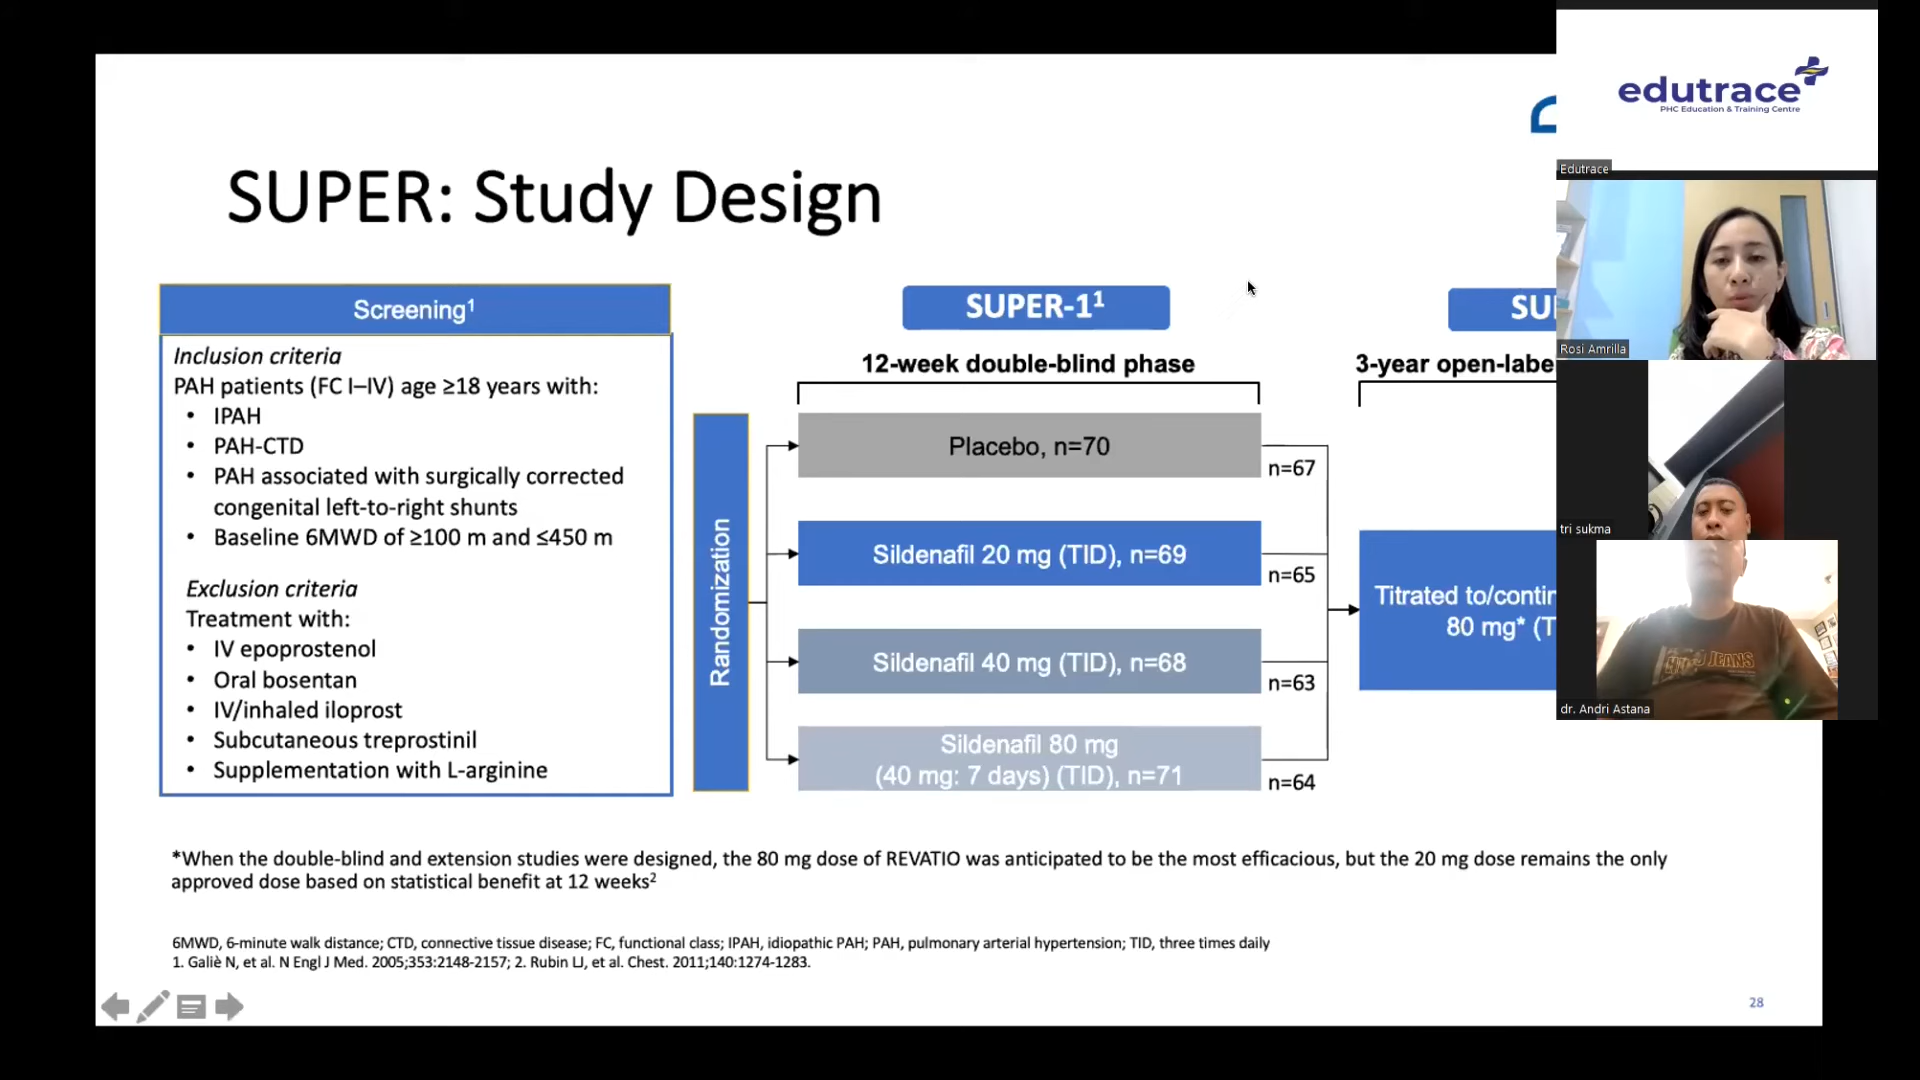 edutrace
PHC Education & Training Centre
Edutrace
SUPER: Study Design
Screening¹
Inclusion criteria
PAH patients (FC I–IV) age ≥18 years with:
• IPAH
• PAH-CTD
• PAH associated with surgically corrected
congenital left-to-right shunts
• Baseline 6MWD of ≥100 m and ≤450 m
Exclusion criteria
Treatment with:
• IV epoprostenol
• Oral bosentan
• IV/inhaled iloprost
• Subcutaneous treprostinil
• Supplementation with L-arginine
Randomization
SUPER-1¹
12-week double-blind phase
Placebo, n=70
n=67
Sildenafil 20 mg (TID), n=69
n=65
Sildenafil 40 mg (TID), n=68
n=63
Sildenafil 80 mg
(40 mg: 7 days) (TID), n=71
n=64
3-year open-labe
Titrated to/contin
80 mg* (T
Rosi Amrilla
tri sukma
JEANS
dr. Andri Astana
*When the double-blind and extension studies were designed, the 80 mg dose of REVATIO was anticipated to be the most efficacious, but the 20 mg dose remains the only
approved dose based on statistical benefit at 12 weeks²
6MWD, 6-minute walk distance; CTD, connective tissue disease; FC, functional class; IPAH, idiopathic PAH; PAH, pulmonary arterial hypertension; TID, three times daily
1. Galiè N, et al. N Engl J Med. 2005;353:2148-2157; 2. Rubin LJ, et al. Chest. 2011;140:1274-1283.
28